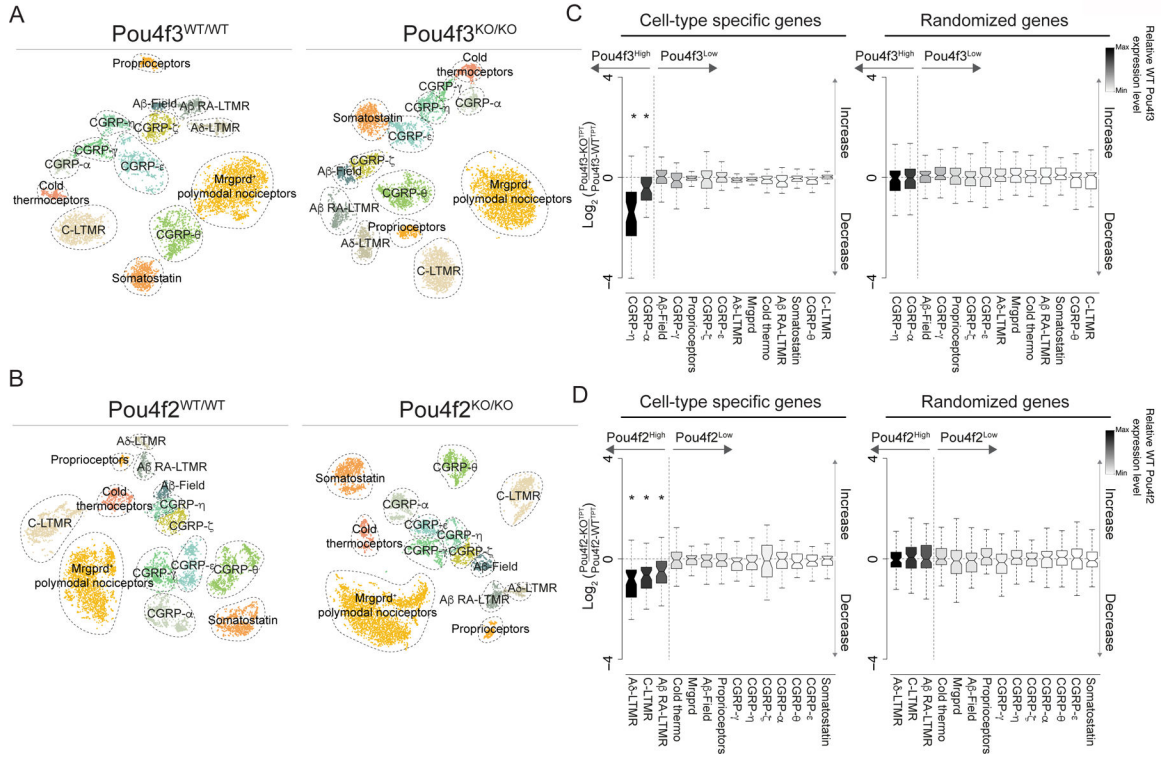 A
Pou4f3WT/WT
Pou4f3KO/KO
Proprioceptors
Aβ-Field
Aβ RA-LTMR
CGRP-η
CGRP-ζ
Aδ-LTMR
CGRP-γ
CGRP-α
CGRP-ε
Cold
thermoceptors
Mrgprd+
polymodal nociceptors
C-LTMR
CGRP-θ
Somatostatin
Cold
thermoceptors
CGRP-γ
CGRP-η
CGRP-α
Somatostatin
CGRP-ε
CGRP-ζ
Aβ-Field
CGRP-θ
Mrgprd+
polymodal nociceptors
Aβ RA-LTMR
Proprioceptors
Aδ-LTMR
C-LTMR
B
Pou4f2WT/WT
Pou4f2KO/KO
Aδ-LTMR
Proprioceptors
Aβ RA-LTMR
Cold
thermoceptors
Aβ-Field
CGRP-η
CGRP-ζ
C-LTMR
Mrgprd+
polymodal nociceptors
CGRP-γ
CGRP-ε
CGRP-θ
CGRP-α
Somatostatin
Somatostatin
CGRP-θ
C-LTMR
CGRP-α
Cold
thermoceptors
CGRP-ε
CGRP-η
CGRP-γ
CGRP-ζ
Aβ-Field
Mrgprd+
polymodal nociceptors
Aδ-LTMR
Aβ RA-LTMR
Proprioceptors
C
Cell-type specific genes
Randomized genes
Pou4f3High
Pou4f3Low
Pou4f3High
Pou4f3Low
Max
Min
Relative WT Pou4f3
expression level
4
0
−4
Log2 (Pou4f3-KOTPT
Pou4f3-WTTPT)
* *
Increase
Decrease
4
0
−4
Increase
Decrease
CGRP-η
CGRP-α
Aβ-Field
CGRP-γ
Proprioceptors
CGRP-ζ
CGRP-ε
Aδ-LTMR
Mrgprd
Cold thermo
Aβ RA-LTMR
Somatostatin
CGRP-θ
C-LTMR
CGRP-η
CGRP-α
Aβ-Field
CGRP-γ
Proprioceptors
CGRP-ζ
CGRP-ε
Aδ-LTMR
Mrgprd
Cold thermo
Aβ RA-LTMR
Somatostatin
CGRP-θ
C-LTMR
D
Cell-type specific genes
Randomized genes
Pou4f2High
Pou4f2Low
Pou4f2High
Pou4f2Low
Max
Min
Relative WT Pou4f2
expression level
4
0
−4
Log2 (Pou4f2-KOTPT
Pou4f2-WTTPT)
* * *
Increase
Decrease
4
0
−4
Increase
Decrease
Aδ-LTMR
C-LTMR
Aβ RA-LTMR
Cold thermo
Mrgprd
Aβ-Field
Proprioceptors
CGRP-γ
CGRP-η
CGRP-ζ
CGRP-α
CGRP-θ
CGRP-ε
Somatostatin
Aδ-LTMR
C-LTMR
Aβ RA-LTMR
Cold thermo
Mrgprd
Aβ-Field
Proprioceptors
CGRP-γ
CGRP-η
CGRP-ζ
CGRP-α
CGRP-θ
CGRP-ε
Somatostatin